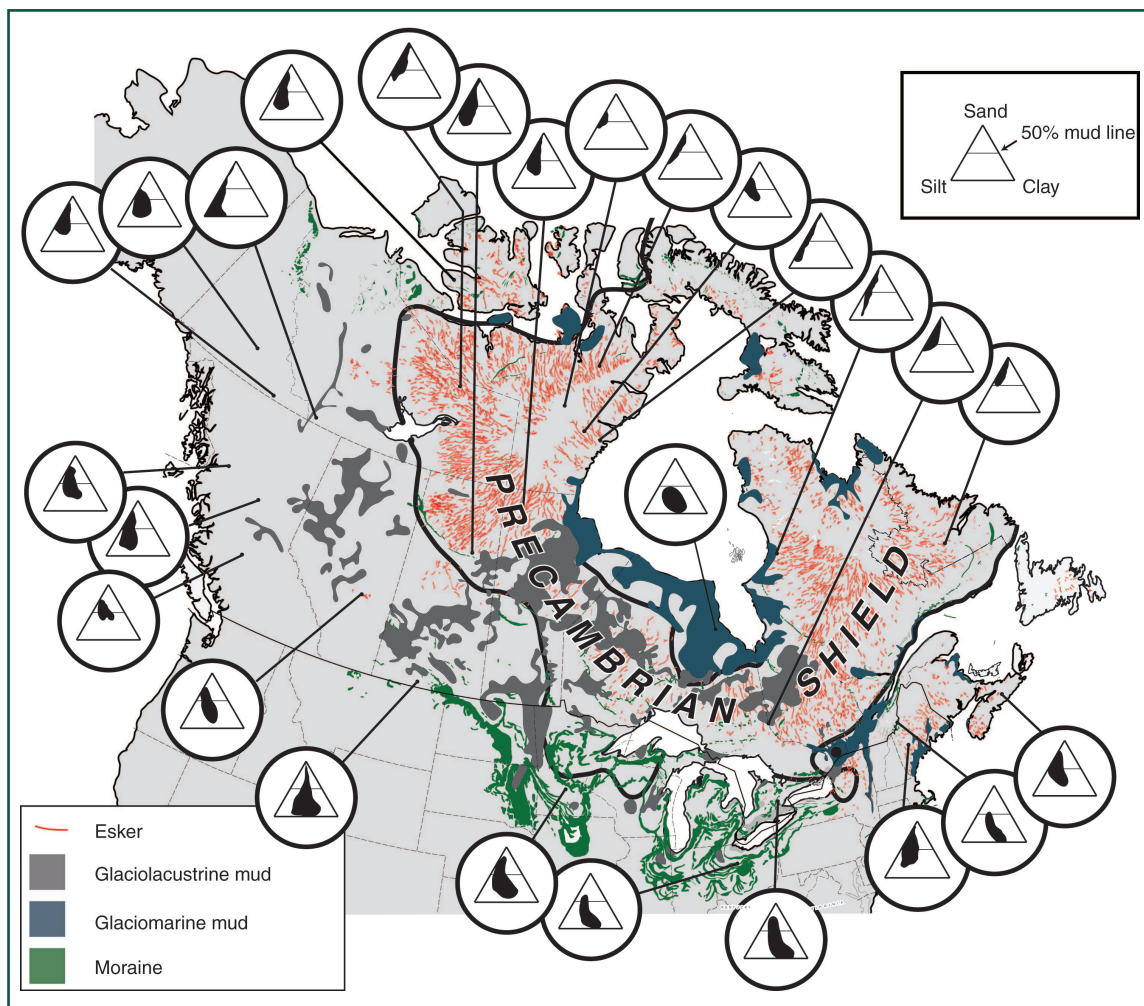 Sand
50% mud line
Silt
Clay
PRECAMBRIAN SHIELD
Esker
Glaciolacustrine mud
Glaciomarine mud
Moraine